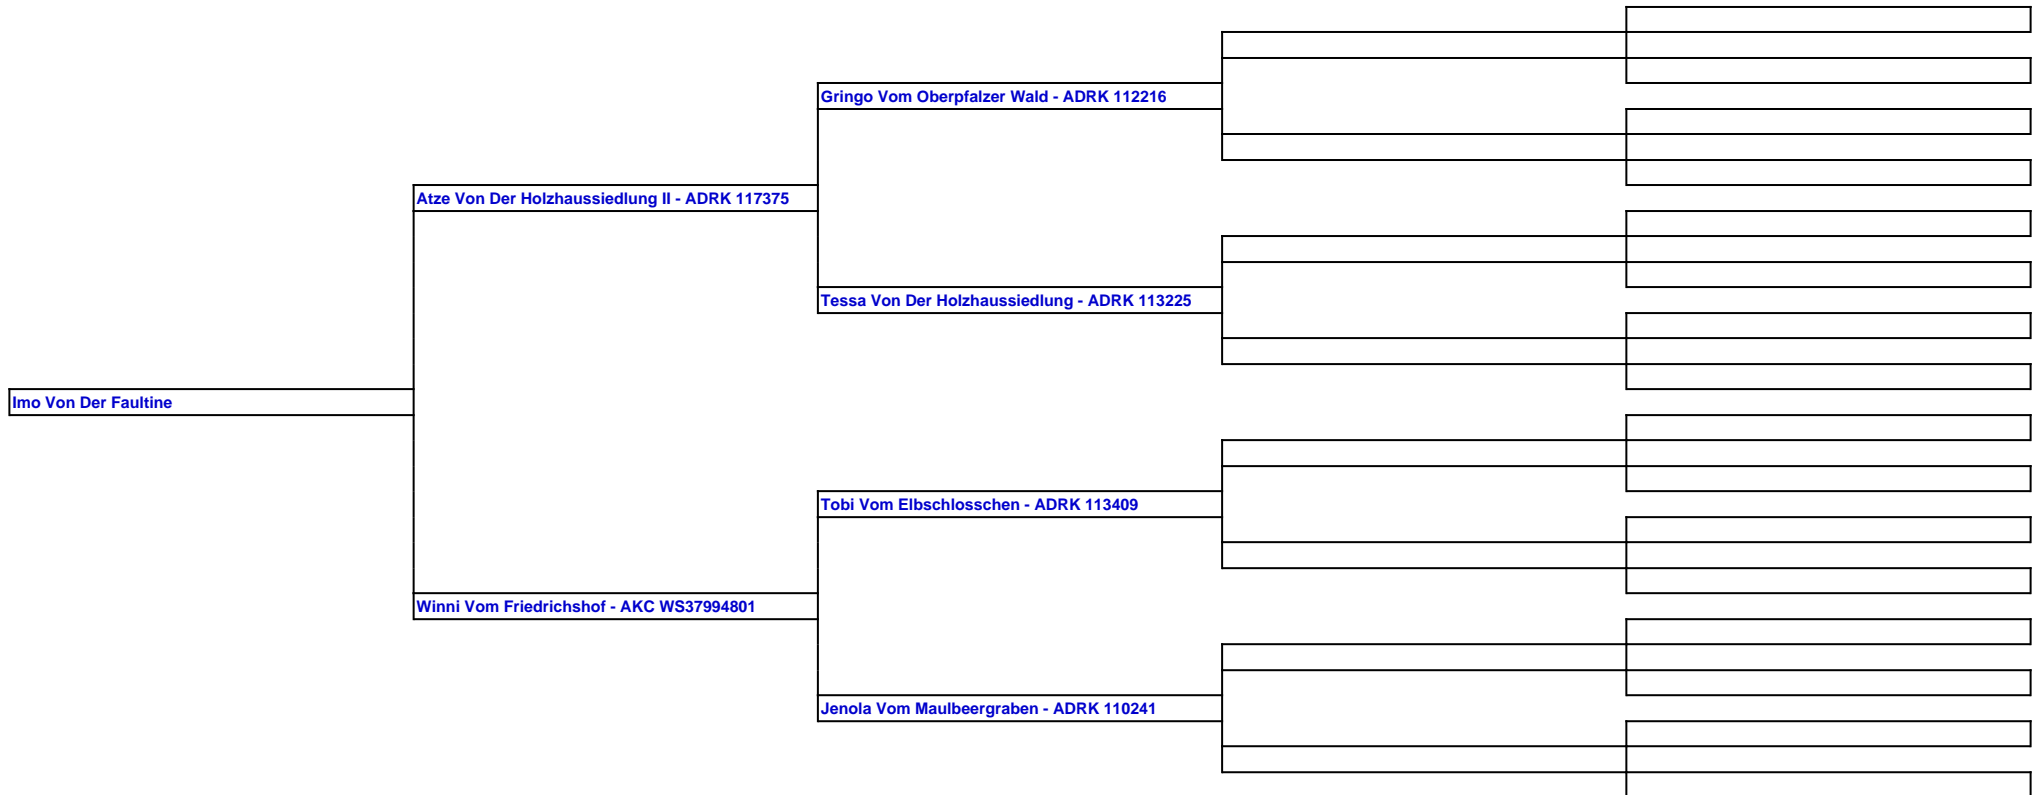 Gringo Vom Oberpfalzer Wald - ADRK 112216
Atze Von Der Holzhaussiedlung II - ADRK 117375
Tessa Von Der Holzhaussiedlung - ADRK 113225
Imo Von Der Faultine
Tobi Vom Elbschlosschen - ADRK 113409
Winni Vom Friedrichshof - AKC WS37994801
Jenola Vom Maulbeergraben - ADRK 110241